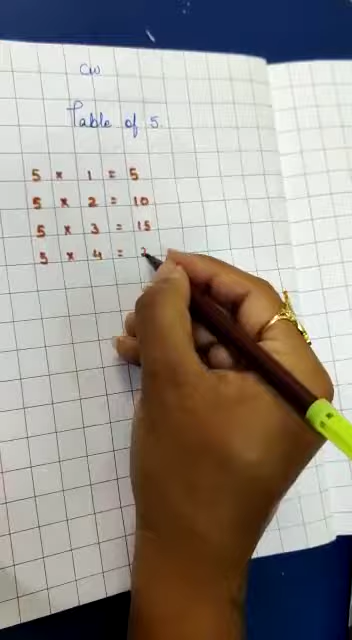 CW
Table of 5.
5 × 1 = 5
5 × 2 = 10
5 × 3 = 15
5 × 4 =